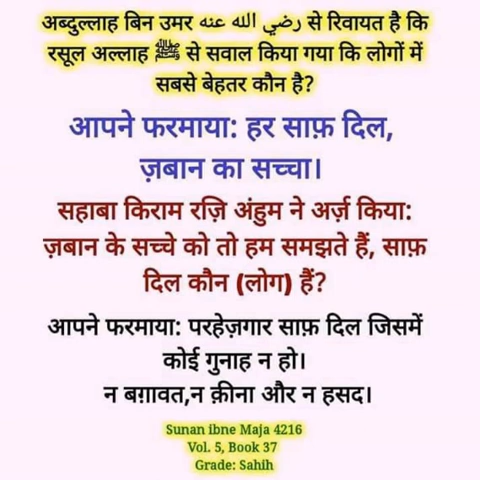 अब्दुल्लाह बिन उमर رضي الله عنه से रिवायत है कि
रसूल अल्लाह ﷺ से सवाल किया गया कि लोगों में
सबसे बेहतर कौन है?
आपने फरमाया: हर साफ़ दिल,
ज़बान का सच्चा।
सहाबा किराम रज़ि अंहुम ने अर्ज़ किया:
ज़बान के सच्चे को तो हम समझते हैं, साफ़
दिल कौन (लोग) हैं?
आपने फरमाया: परहेज़गार साफ़ दिल जिसमें
कोई गुनाह न हो।
न बग़ावत,न क़ीना और न हसद।
Sunan ibne Maja 4216
Vol. 5, Book 37
Grade: Sahih